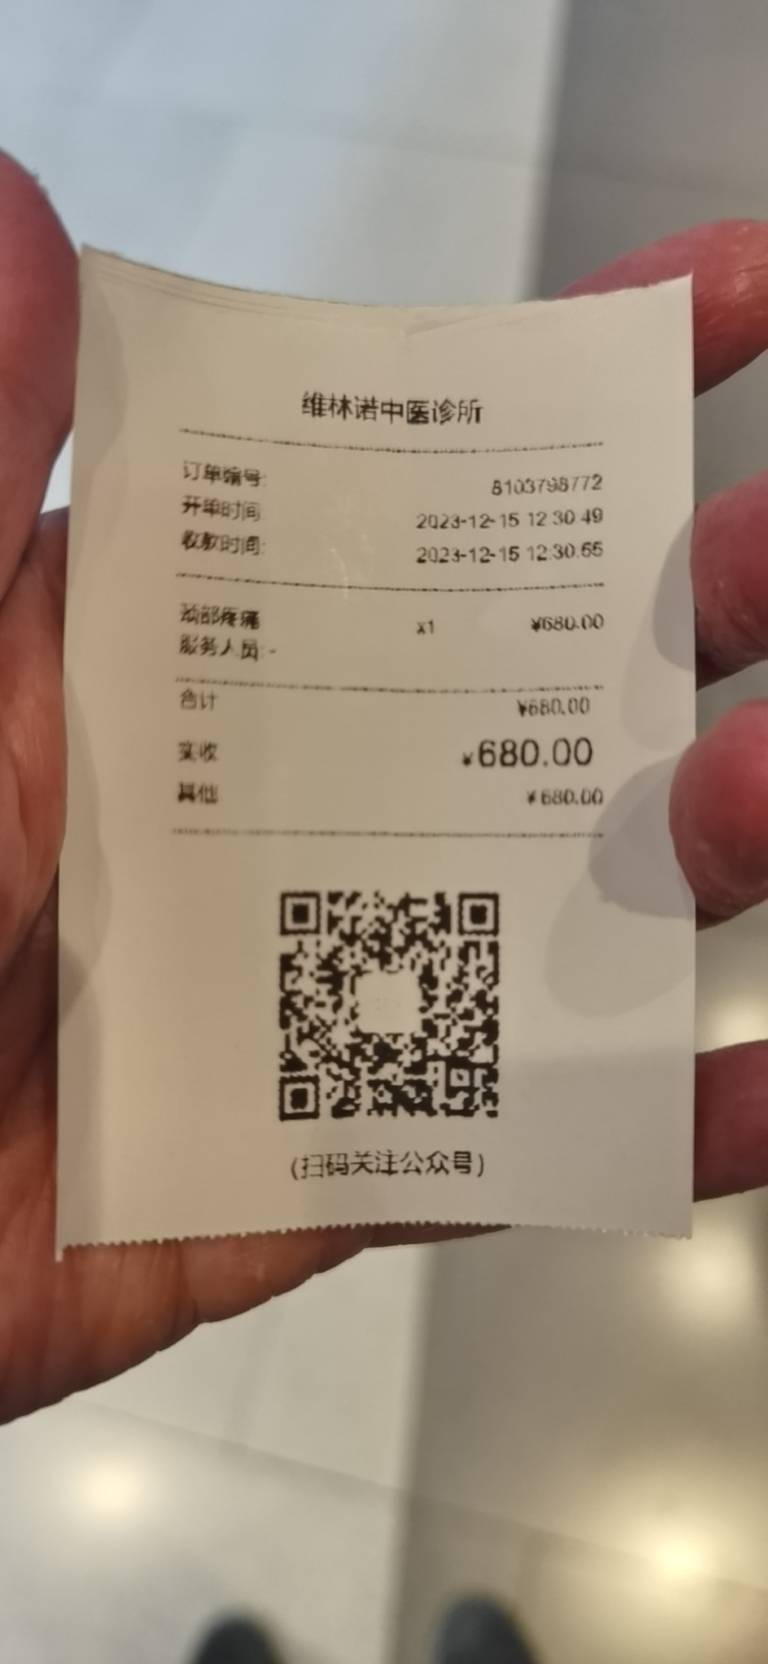 维林诺中医诊所
订单编号: 8103798772
开单时间 2023-12-15 12:30:49
收款时间: 2023-12-15 12:30:55
颈部疼痛 x1 ¥680.00
服务人员: -
合计 ¥680.00
实收 ¥680.00
其他 ¥680.00
(扫码关注公众号)